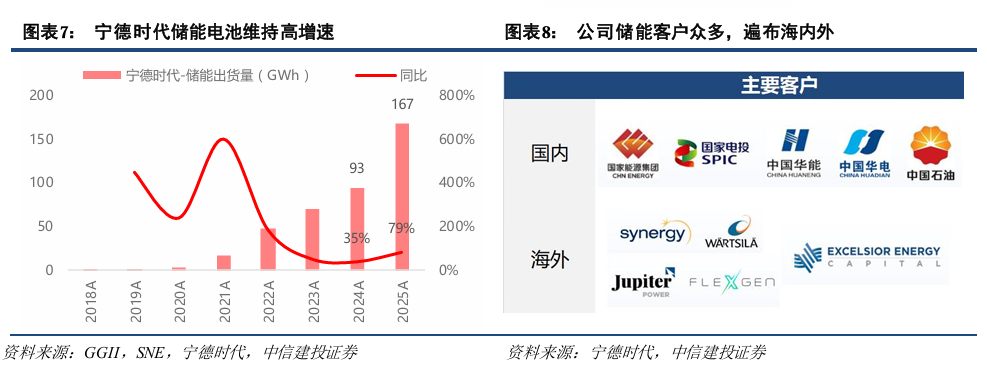 图表7： 宁德时代储能电池维持高增速
宁德时代-储能出货量（GWh） 同比
200 800%
167
150 600%
93
100 400%
50 200%
35% 79%
0 0%
2018A 2019A 2020A 2021A 2022A 2023A 2024A 2025A
资料来源：GGII，SNE，宁德时代，中信建投证券
图表8： 公司储能客户众多，遍布海内外
主要客户
国内
国家能源集团
CHN ENERGY
国家电投
SPIC
中国华能
CHINA HUANENG
中国华电
CHINA HUADIAN
中国石油
海外
synergy
WÄRTSILÄ
EXCELSIOR ENERGY
CAPITAL
Jupiter
POWER
FLEXGEN
资料来源：宁德时代，中信建投证券